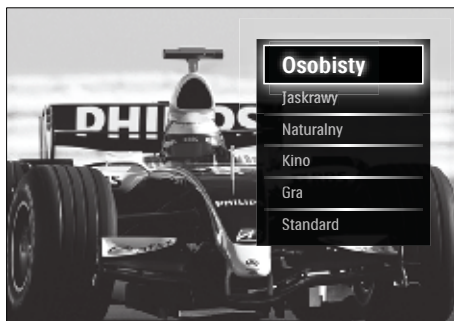 Osobisty
Jaskrawy
Naturalny
Kino
Gra
Standard
PHILIPS